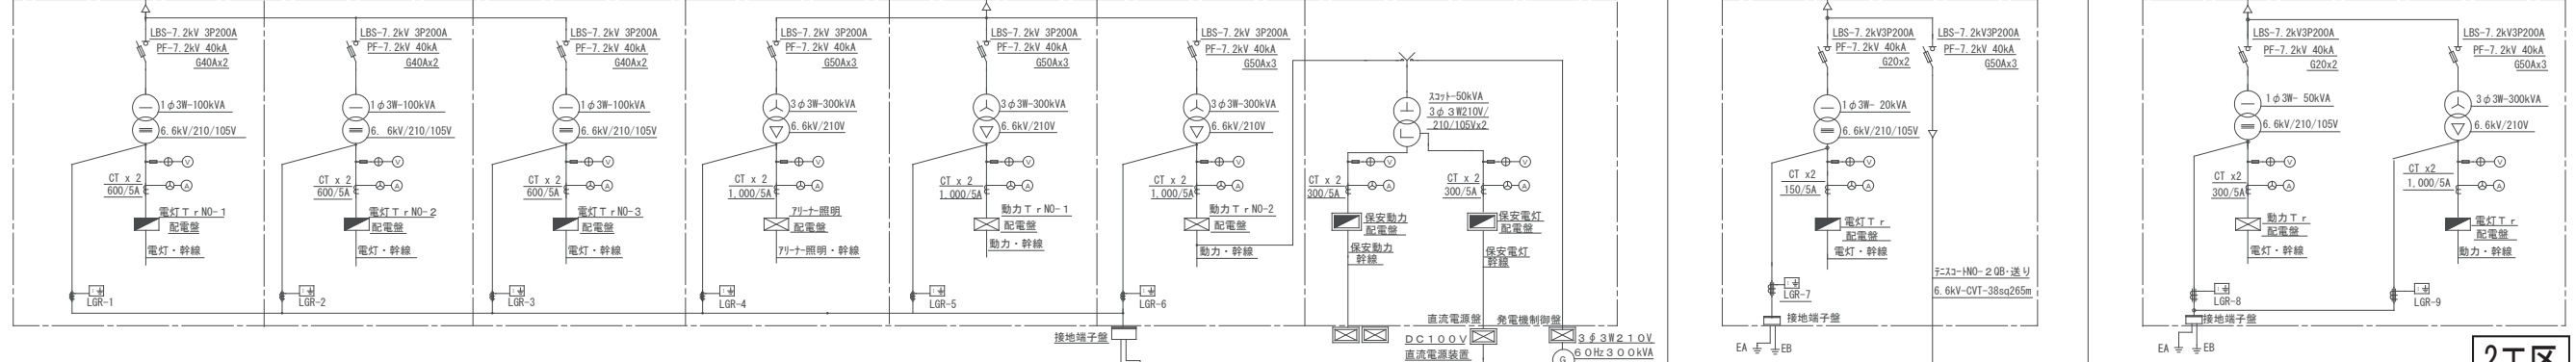 LBS-7.2kV 3P200A
PF-7.2kV 40kA
G40Ax2
1φ3W-100kVA
6.6kV/210/105V
V
CT x 2
600/5A
A
電灯TrNO-1
配電盤
電灯・幹線
LGR-1
LBS-7.2kV 3P200A
PF-7.2kV 40kA
G40Ax2
1φ3W-100kVA
6. 6kV/210/105V
V
CT x 2
600/5A
A
電灯TrNO-2
配電盤
電灯・幹線
LGR-2
LBS-7.2kV 3P200A
PF-7.2kV 40kA
G40Ax2
1φ3W-100kVA
6.6kV/210/105V
V
CT x 2
600/5A
A
電灯TrNO-3
配電盤
電灯・幹線
LGR-3
LBS-7.2kV 3P200A
PF-7.2kV 40kA
G50Ax3
3φ3W-300kVA
6.6kV/210V
V
CT x 2
1,000/5A
A
アリーナー照明
配電盤
アリーナー照明・幹線
LGR-4
LBS-7.2kV 3P200A
PF-7.2kV 40kA
G50Ax3
3φ3W-300kVA
6.6kV/210V
V
CT x 2
1,000/5A
A
動力TrNO-1
配電盤
動力・幹線
LGR-5
LBS-7.2kV 3P200A
PF-7.2kV 40kA
G50Ax3
3φ3W-300kVA
6.6kV/210V
V
CT x 2
1,000/5A
A
動力TrNO-2
配電盤
動力・幹線
LGR-6
接地端子盤
スコット-50kVA
3φ3W210V/
210/105Vx2
V
CT x 2
300/5A
A
保安動力
配電盤
保安動力
幹線
V
CT x 2
300/5A
A
保安電灯
配電盤
保安電灯
幹線
直流電源盤
発電機制御盤
DC100V
直流電源装置
3φ3W210V
G
60Hz300kVA
LBS-7.2kV3P200A
PF-7.2kV 40kA
G20x2
1φ3W- 20kVA
6.6kV/210/105V
V
CT x2
150/5A
A
電灯Tr
配電盤
電灯・幹線
LGR-7
接地端子盤
EA
EB
LBS-7.2kV3P200A
PF-7.2kV 40kA
G50Ax3
テニスコートNO-2QB・送り
6.6kV-CVT-38sq265m
LBS-7.2kV3P200A
PF-7.2kV 40kA
G20x2
1φ3W- 50kVA
6.6kV/210/105V
V
CT x2
300/5A
A
動力Tr
配電盤
電灯・幹線
LGR-8
接地端子盤
EA
EB
LBS-7.2kV3P200A
PF-7.2kV 40kA
G50Ax3
3φ3W-300kVA
6.6kV/210V
V
CT x2
1,000/5A
A
電灯Tr
配電盤
動力・幹線
LGR-9
2工区